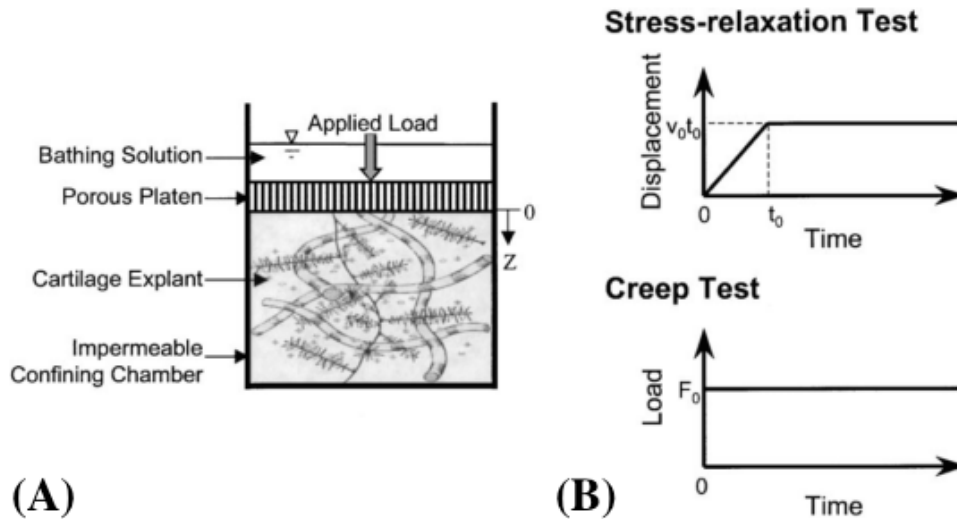 Applied Load
Bathing Solution
Porous Platen
0
Z
Cartilage Explant
Impermeable
Confining Chamber
(A)
Stress-relaxation Test
Displacement
v₀t₀
0
t₀
Time
Creep Test
Load
F₀
0
Time
(B)